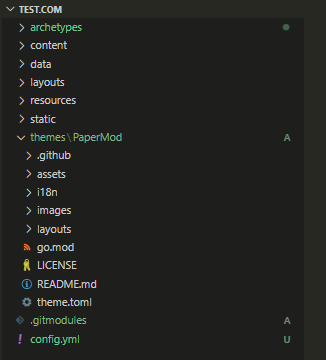 TEST.COM
archetypes
content
data
layouts
resources
static
themes\PaperMod A
.github
assets
i18n
images
layouts
go.mod
LICENSE
README.md
theme.toml
.gitmodules A
config.yml U